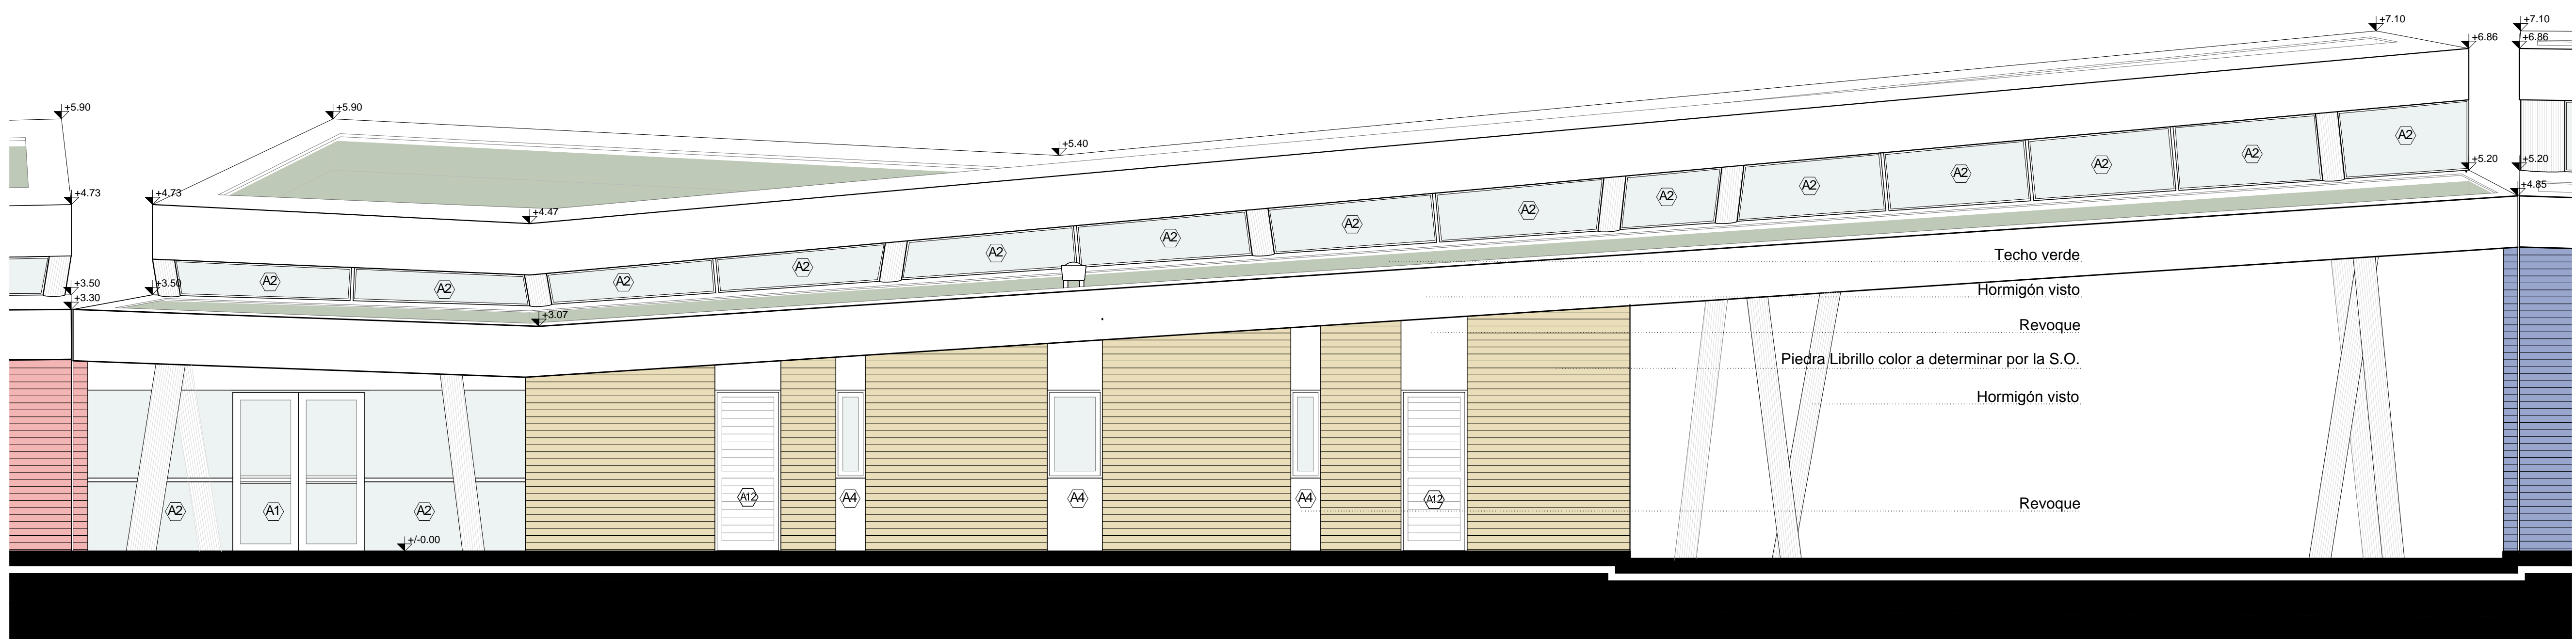 +7.10
+7.10
+6.86
+6.86
+5.90
+5.90
+5.40
+5.20
+5.20
+4.85
+4.73
+4.73
+4.47
+3.50
+3.50
+3.30
+3.07
A2
A2
A2
A2
A2
A2
A2
A2
A2
A2
A2
A2
A2
A2
Techo verde
Hormigón visto
Revoque
Piedra Librillo color a determinar por la S.O.
Hormigón visto
Revoque
A2
A1
A2
A12
A4
A4
A4
A12
+/-0.00